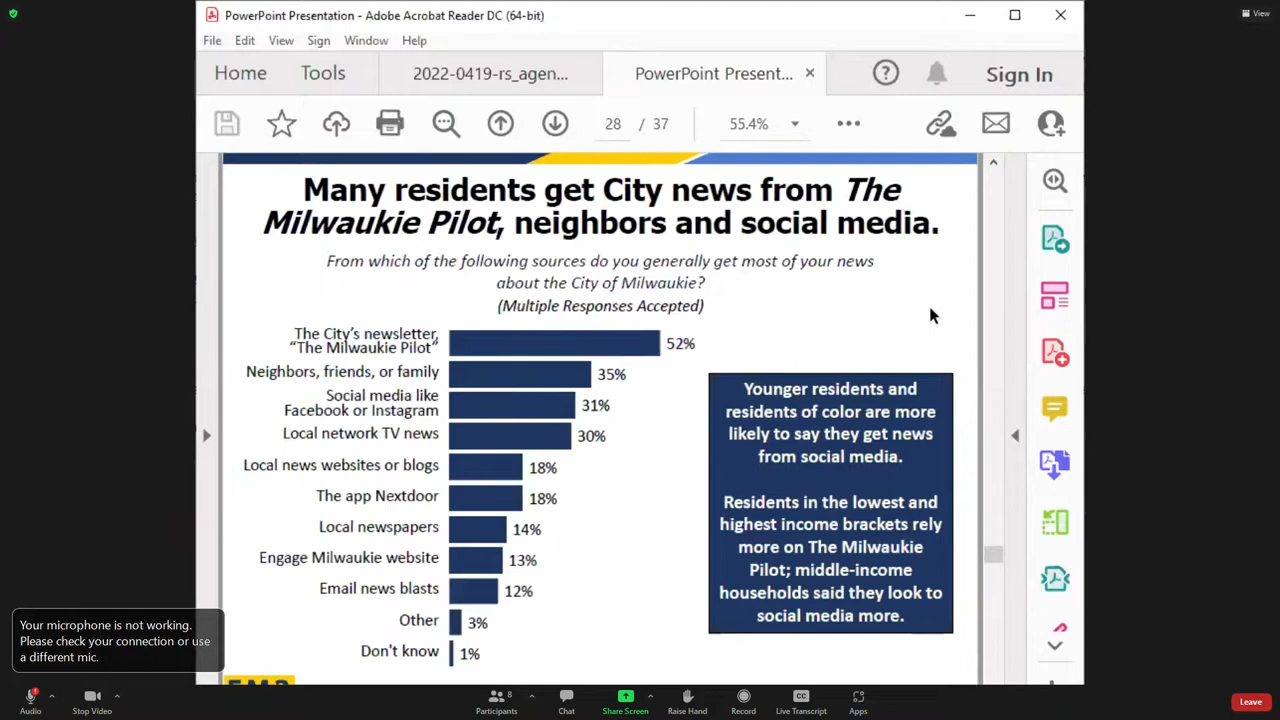 View
PowerPoint Presentation - Adobe Acrobat Reader DC (64-bit)
File Edit View Sign Window Help
Home Tools 2022-0419-rs_agen... PowerPoint Present... Sign In
28 / 37 55.4%
Many residents get City news from The
Milwaukie Pilot, neighbors and social media.
From which of the following sources do you generally get most of your news
about the City of Milwaukie?
(Multiple Responses Accepted)
The City's newsletter,
“The Milwaukie Pilot” 52%
Neighbors, friends, or family 35%
Social media like
Facebook or Instagram 31%
Local network TV news 30%
Local news websites or blogs 18%
The app Nextdoor 18%
Local newspapers 14%
Engage Milwaukie website 13%
Email news blasts 12%
Other 3%
Don't know 1%
Younger residents and
residents of color are more
likely to say they get news
from social media.
Residents in the lowest and
highest income brackets rely
more on The Milwaukie
Pilot; middle-income
households said they look to
social media more.
Your microphone is not working.
Please check your connection or use
a different mic.
Audio Stop Video Participants 8 Chat Share Screen Raise Hand Record CC Live Transcript Apps Leave